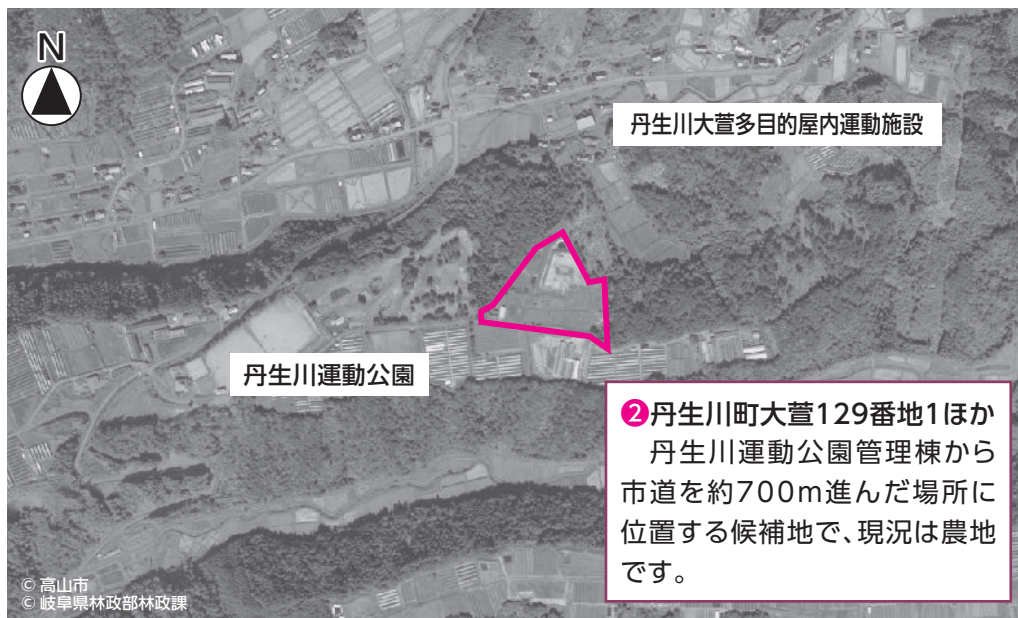 N
丹生川大萱多目的屋内運動施設
丹生川運動公園
❷丹生川町大萱129番地1ほか
丹生川運動公園管理棟から
市道を約700m進んだ場所に
位置する候補地で、現況は農地
です。
© 高山市
© 岐阜県林政部林政課